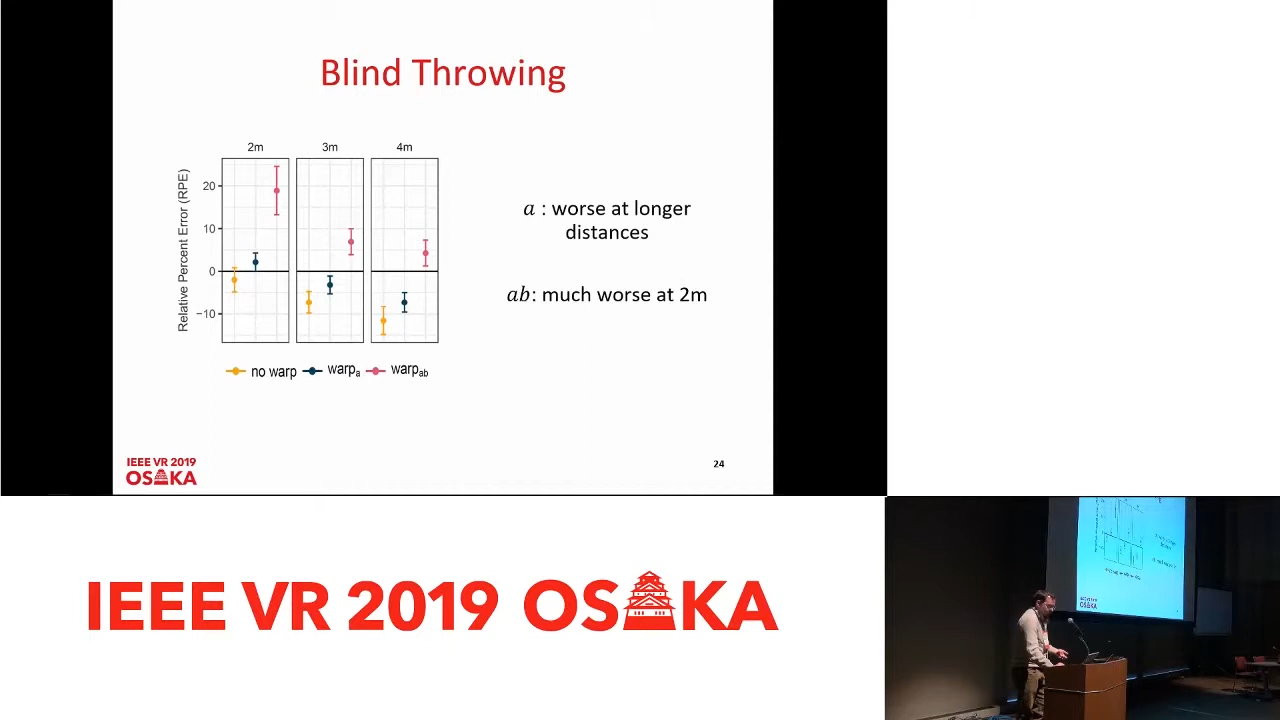 Blind Throwing
2m 3m 4m
Relative Percent Error (RPE)
20
10
0
−10
no warp warpa warpab
a : worse at longer
distances
ab: much worse at 2m
IEEE VR 2019
OSAKA
24
IEEE VR 2019 OSAKA